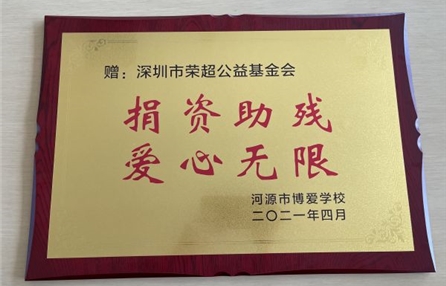 赠：深圳市荣超公益基金会
捐资助残
爱心无限
河源市博爱学校
二〇二一年四月